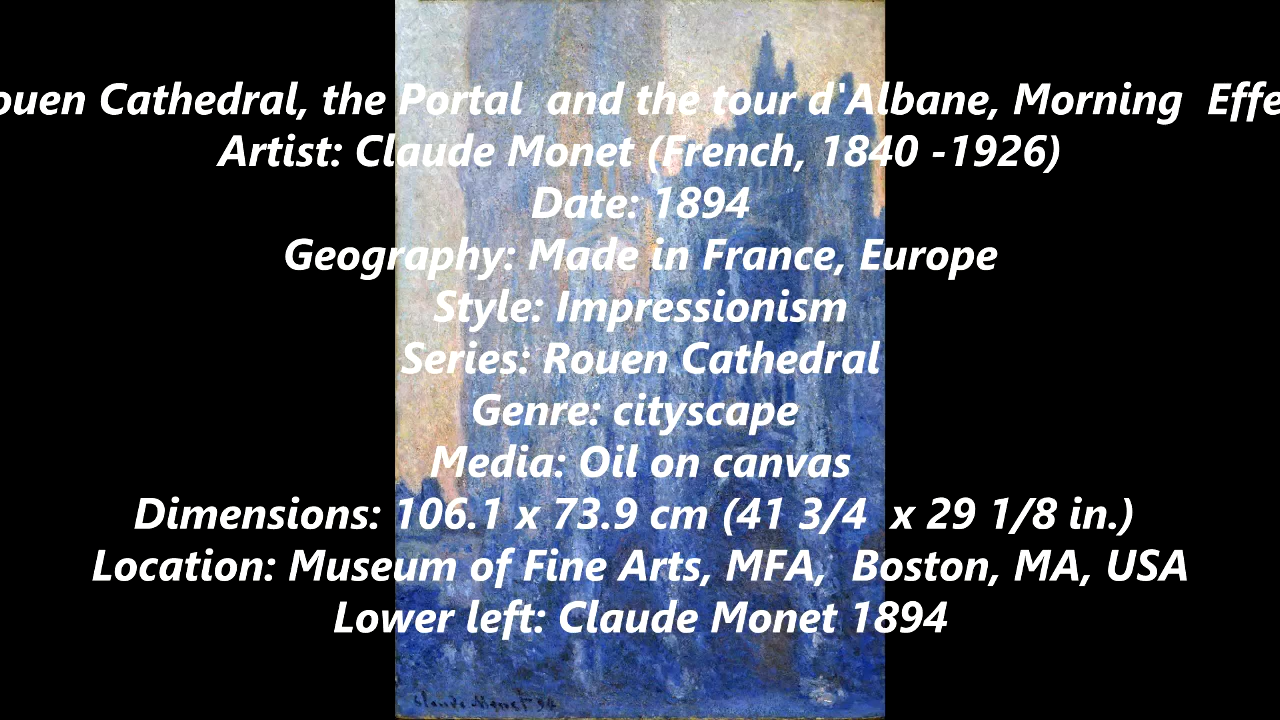 ouen Cathedral, the Portal and the tour d'Albane, Morning Effe
Artist: Claude Monet (French, 1840 -1926)
Date: 1894
Geography: Made in France, Europe
Style: Impressionism
Series: Rouen Cathedral
Genre: cityscape
Media: Oil on canvas
Dimensions: 106.1 x 73.9 cm (41 3/4 x 29 1/8 in.)
Location: Museum of Fine Arts, MFA, Boston, MA, USA
Lower left: Claude Monet 1894
Claude Monet 94